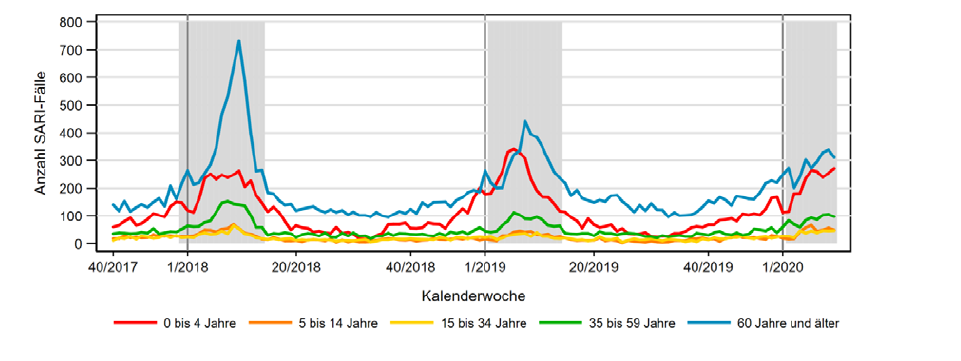 800
700
600
500
400
300
200
100
0
Anzahl SARI-Fälle
40/2017 1/2018 20/2018 40/2018 1/2019 20/2019 40/2019 1/2020
Kalenderwoche
0 bis 4 Jahre 5 bis 14 Jahre 15 bis 34 Jahre 35 bis 59 Jahre 60 Jahre und älter